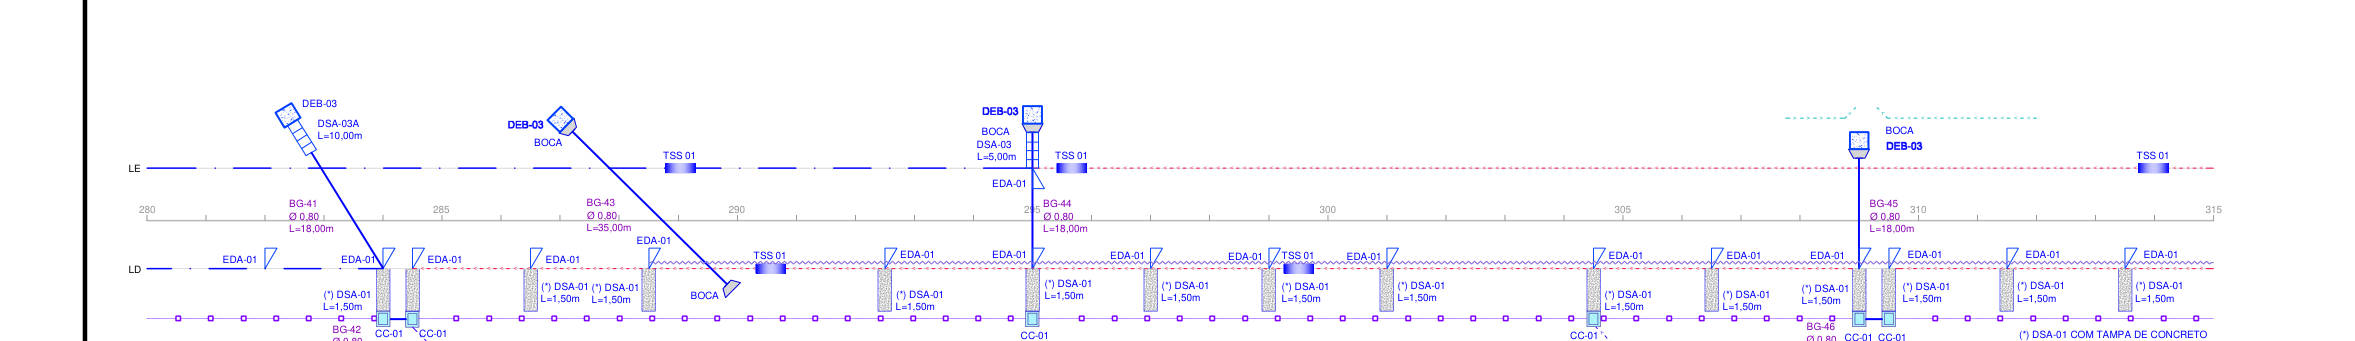 DEB-03
DSA-03A
L=10,00m
DEB-03
BOCA
DEB-03
BOCA
DSA-03
L=5,00m
BOCA
DEB-03
LE
TSS 01
TSS 01
TSS 01
EDA-01
BG-41
Ø 0,80
L=18,00m
BG-43
Ø 0,80
L=35,00m
BG-44
Ø 0,80
L=18,00m
BG-45
Ø 0,80
L=18,00m
280
285
290
295
300
305
310
315
LD
EDA-01
EDA-01
EDA-01
EDA-01
EDA-01
TSS 01
EDA-01
EDA-01
EDA-01
EDA-01
TSS 01
EDA-01
EDA-01
EDA-01
EDA-01
EDA-01
EDA-01
EDA-01
(*) DSA-01
L=1,50m
(*) DSA-01
L=1,50m
(*) DSA-01
L=1,50m
BOCA
(*) DSA-01
L=1,50m
(*) DSA-01
L=1,50m
(*) DSA-01
L=1,50m
(*) DSA-01
L=1,50m
(*) DSA-01
L=1,50m
(*) DSA-01
L=1,50m
(*) DSA-01
L=1,50m
(*) DSA-01
L=1,50m
(*) DSA-01
L=1,50m
(*) DSA-01
L=1,50m
(*) DSA-01
L=1,50m
BG-42
Ø 0,80
CC-01
CC-01
CC-01
CC-01
BG-46
Ø 0,80
CC-01
CC-01
(*) DSA-01 COM TAMPA DE CONCRETO